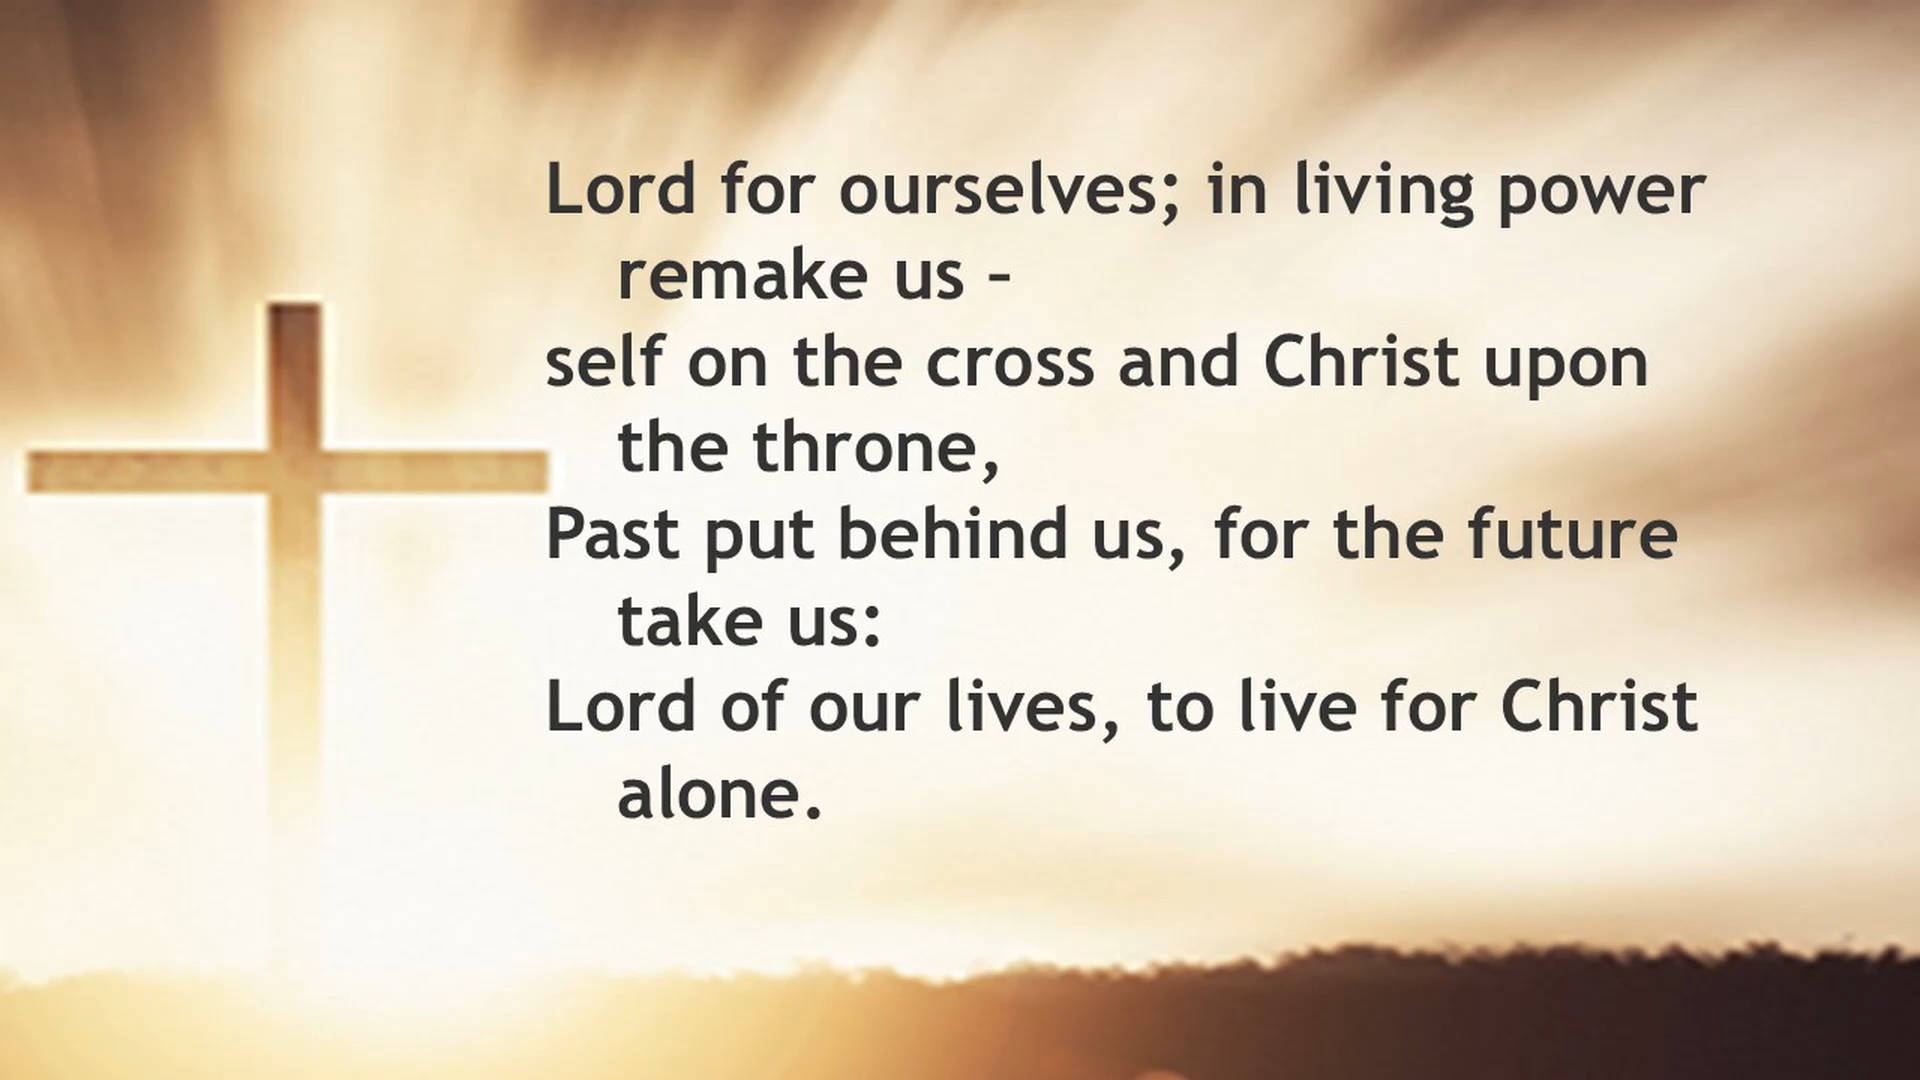 Lord for ourselves; in living power
remake us –
self on the cross and Christ upon
the throne,
Past put behind us, for the future
take us:
Lord of our lives, to live for Christ
alone.